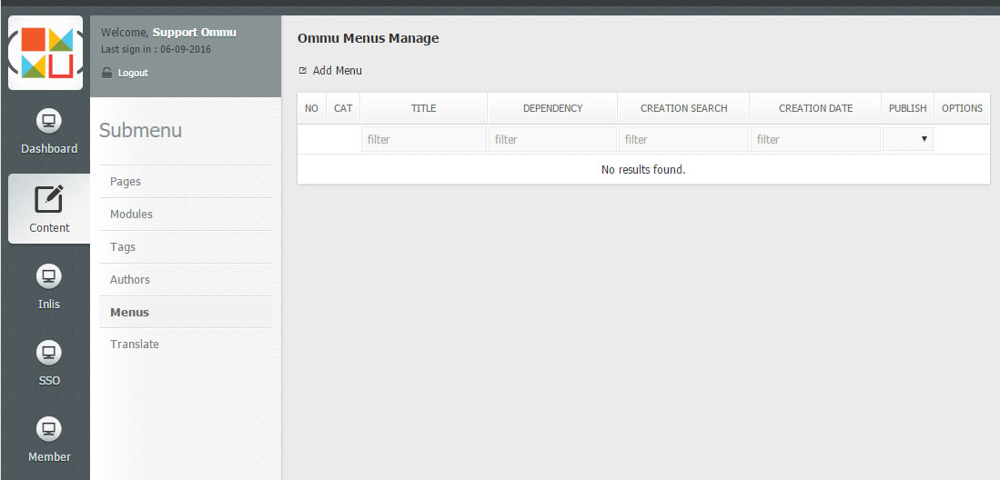 Welcome, Support Ommu
Last sign in : 06-09-2016
Logout
Dashboard
Content
Inlis
SSO
Member
Submenu
Pages
Modules
Tags
Authors
Menus
Translate
Ommu Menus Manage
Add Menu
NO CAT TITLE DEPENDENCY CREATION SEARCH CREATION DATE PUBLISH OPTIONS
filter filter filter filter
No results found.